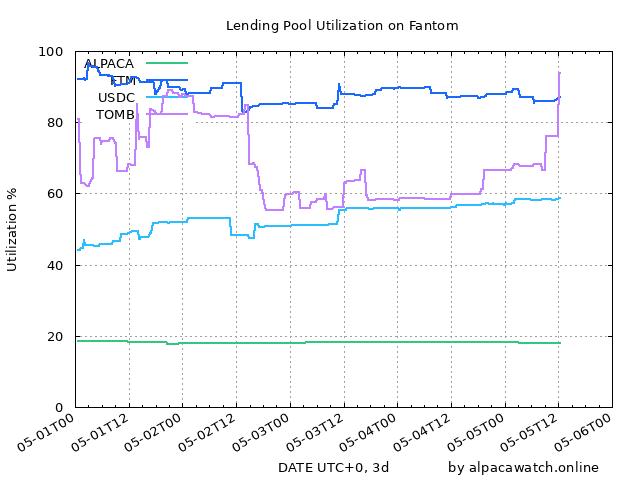 Lending Pool Utilization on Fantom
Utilization %
100
80
60
40
20
0
ALPACA
FTM
USDC
TOMB
05-01T00
05-01T12
05-02T00
05-02T12
05-03T00
05-03T12
05-04T00
05-04T12
05-05T00
05-05T12
05-06T00
DATE UTC+0, 3d
by alpacawatch.online